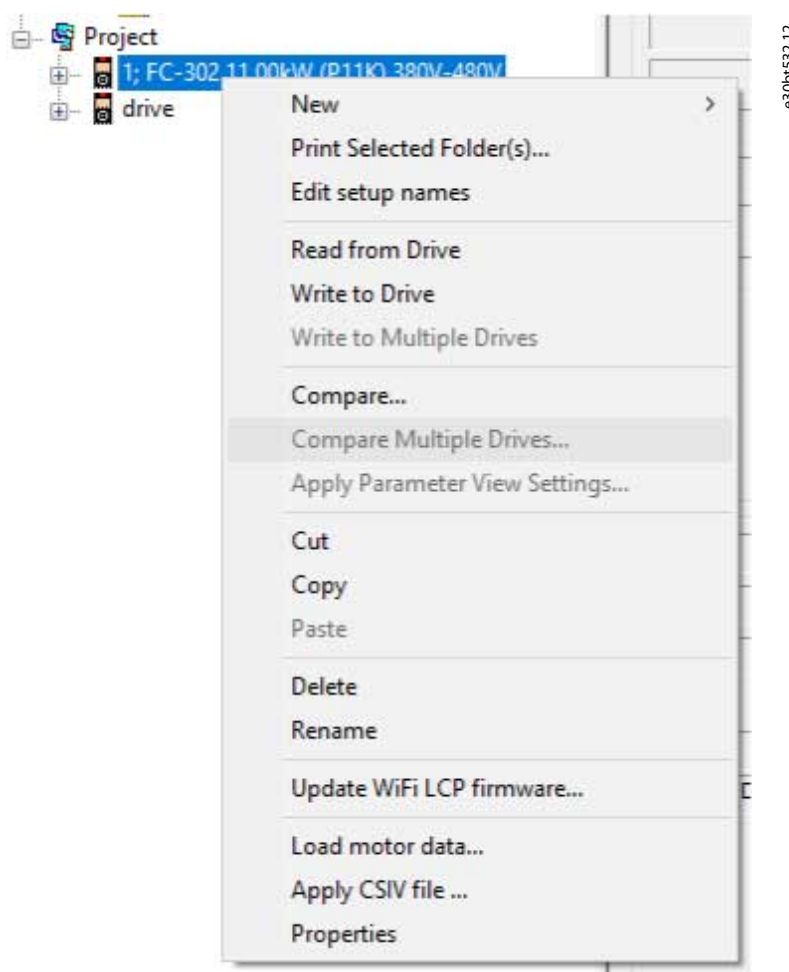 Project
1; FC-302 11.00kW (P11K) 380V-480V
drive
New
Print Selected Folder(s)...
Edit setup names
Read from Drive
Write to Drive
Write to Multiple Drives
Compare...
Compare Multiple Drives...
Apply Parameter View Settings...
Cut
Copy
Paste
Delete
Rename
Update WiFi LCP firmware...
Load motor data...
Apply CSIV file ...
Properties
e30bt532.12